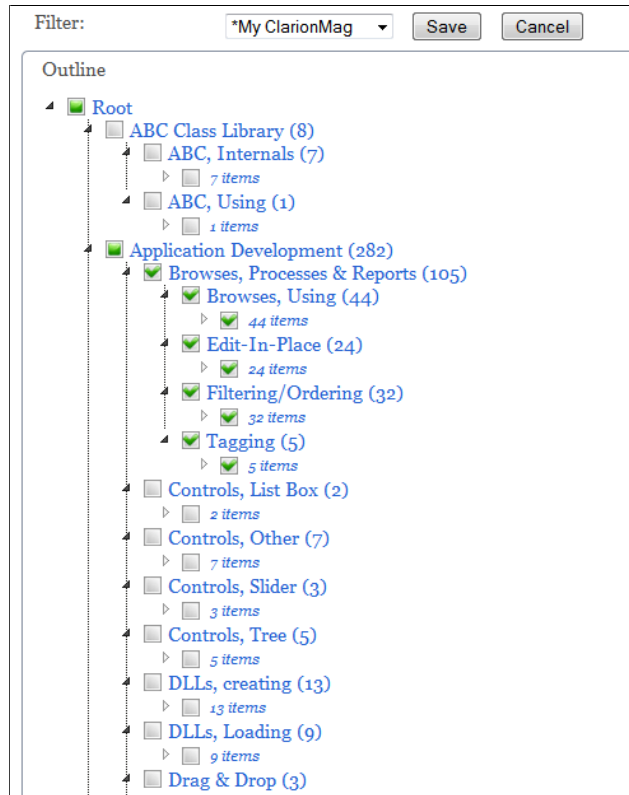 Filter: *My ClarionMag Save Cancel
Outline
Root
ABC Class Library (8)
ABC, Internals (7)
7 items
ABC, Using (1)
1 items
Application Development (282)
Browses, Processes & Reports (105)
Browses, Using (44)
44 items
Edit-In-Place (24)
24 items
Filtering/Ordering (32)
32 items
Tagging (5)
5 items
Controls, List Box (2)
2 items
Controls, Other (7)
7 items
Controls, Slider (3)
3 items
Controls, Tree (5)
5 items
DLLs, creating (13)
13 items
DLLs, Loading (9)
9 items
Drag & Drop (3)